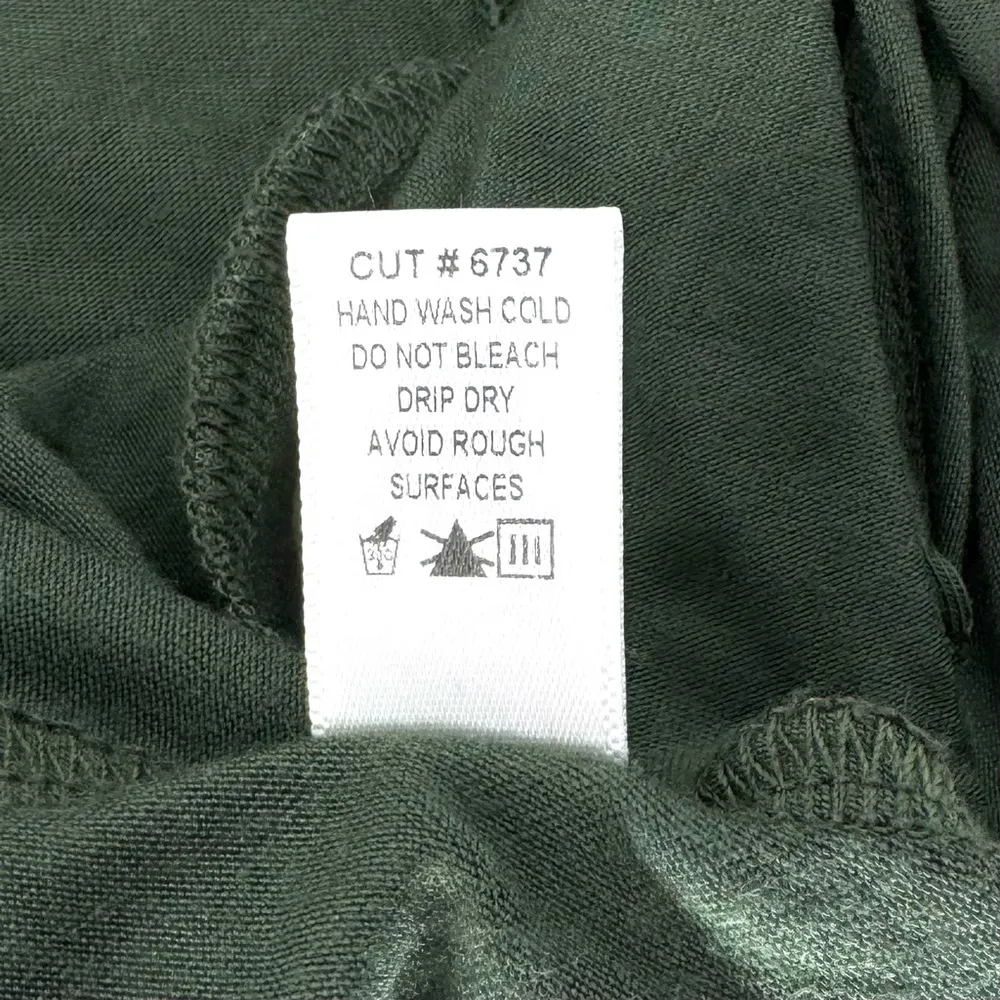 CUT # 6737
HAND WASH COLD
DO NOT BLEACH
DRIP DRY
AVOID ROUGH
SURFACES